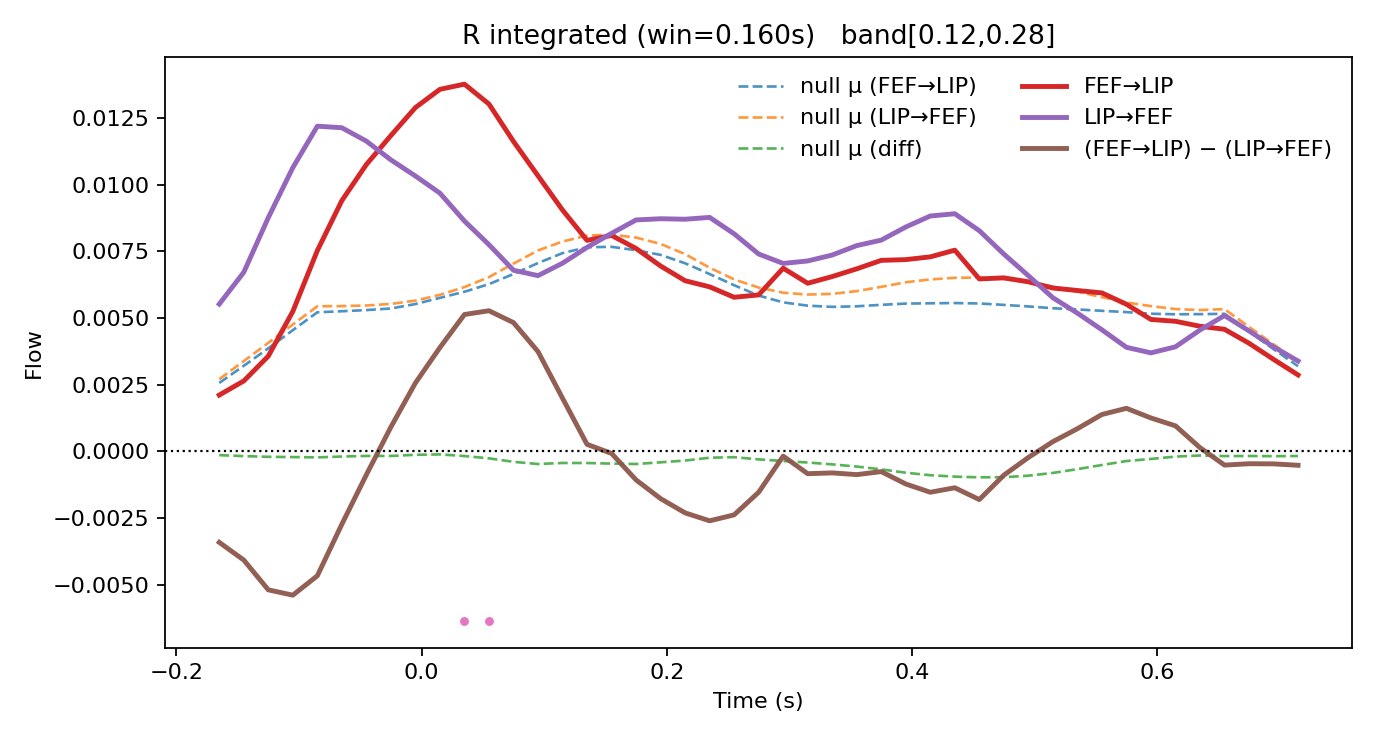 R integrated (win=0.160s)   band[0.12,0.28]
null μ (FEF→LIP)
null μ (LIP→FEF)
null μ (diff)
FEF→LIP
LIP→FEF
(FEF→LIP) − (LIP→FEF)
Flow
0.0125
0.0100
0.0075
0.0050
0.0025
0.0000
−0.0025
−0.0050
−0.2
0.0
0.2
0.4
0.6
Time (s)